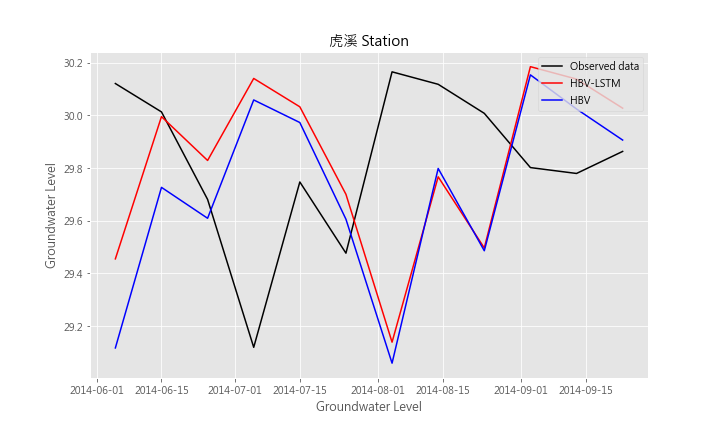 虎溪 Station
Observed data
HBV-LSTM
HBV
Groundwater Level
30.2
30.0
29.8
29.6
29.4
29.2
2014-06-01 2014-06-15 2014-07-01 2014-07-15 2014-08-01 2014-08-15 2014-09-01 2014-09-15
Groundwater Level